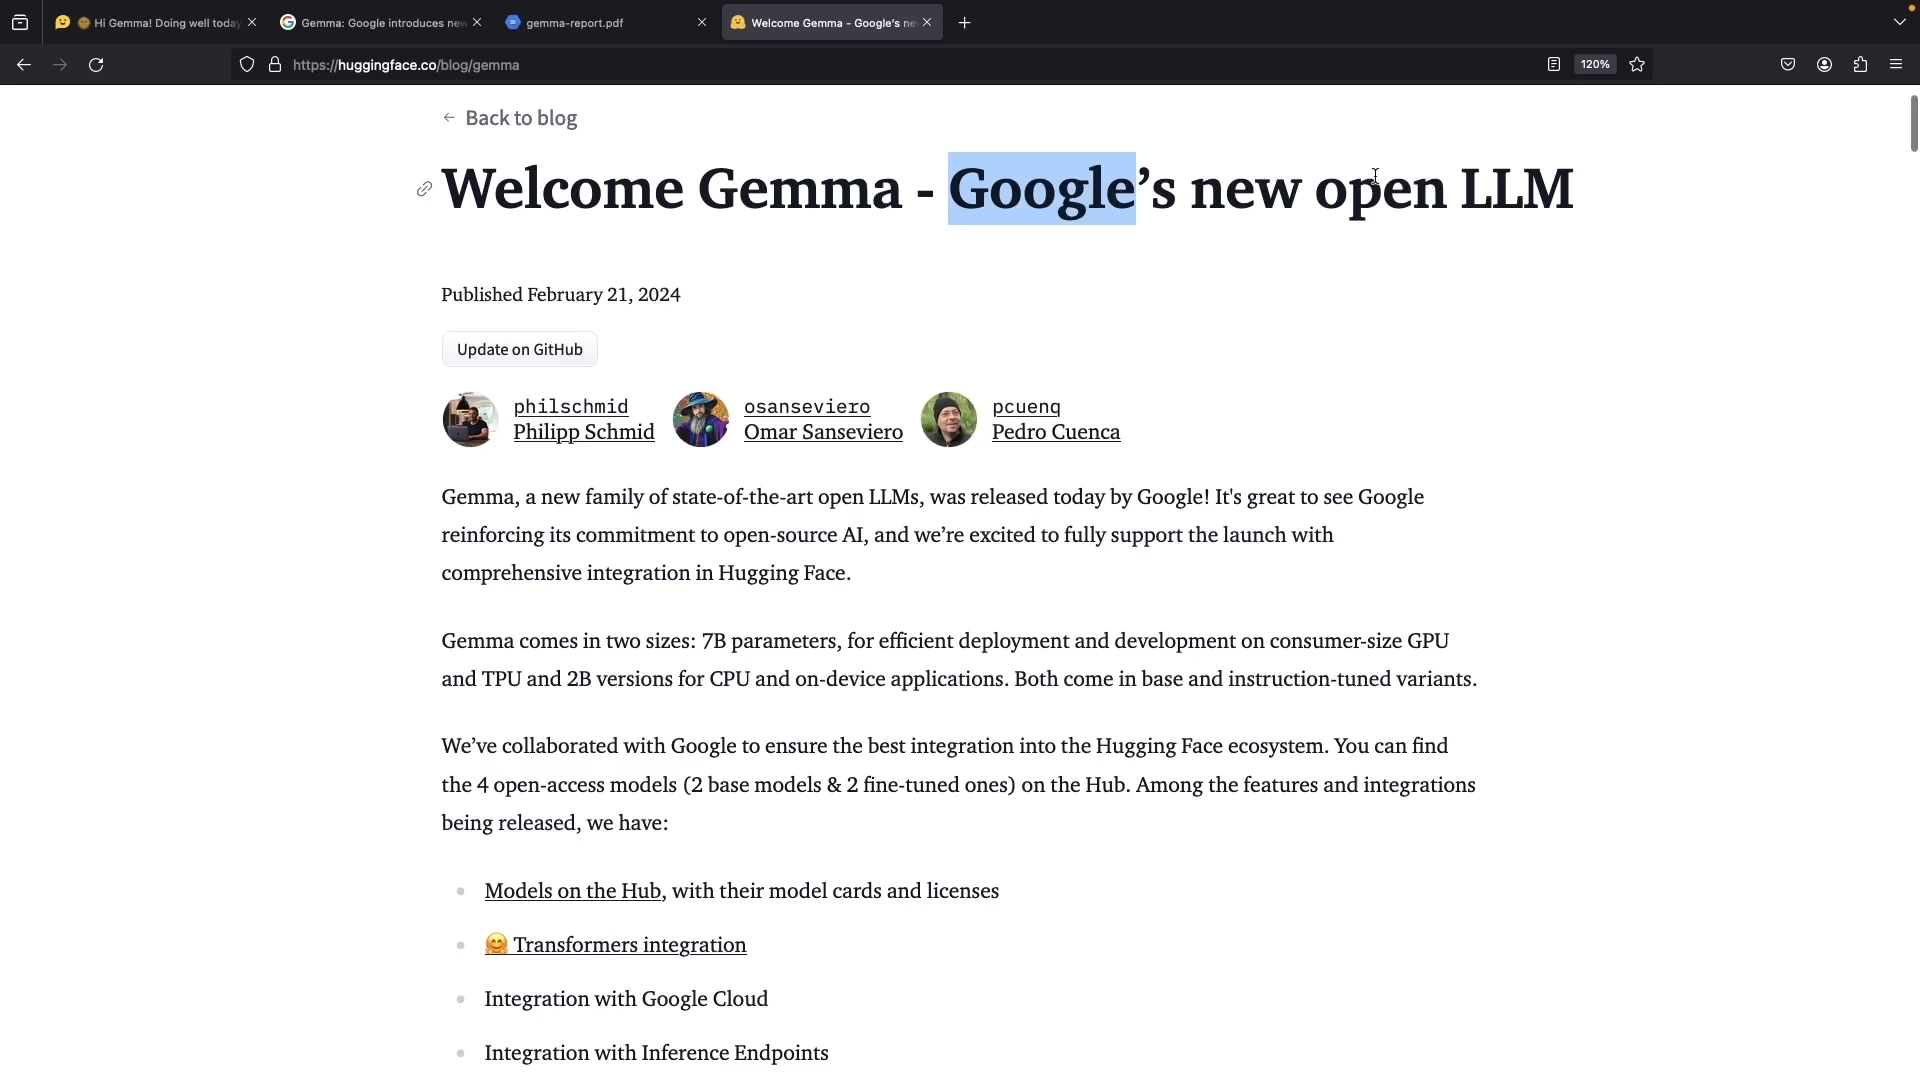 Hi Gemma! Doing well today
Gemma: Google introduces new
gemma-report.pdf
Welcome Gemma - Google's ne
https://huggingface.co/blog/gemma
120%
← Back to blog
Welcome Gemma - Google’s new open LLM
Published February 21, 2024
Update on GitHub
philschmid
Philipp Schmid
osanseviero
Omar Sanseviero
pcuenq
Pedro Cuenca
Gemma, a new family of state-of-the-art open LLMs, was released today by Google! It's great to see Google
reinforcing its commitment to open-source AI, and we’re excited to fully support the launch with
comprehensive integration in Hugging Face.
Gemma comes in two sizes: 7B parameters, for efficient deployment and development on consumer-size GPU
and TPU and 2B versions for CPU and on-device applications. Both come in base and instruction-tuned variants.
We’ve collaborated with Google to ensure the best integration into the Hugging Face ecosystem. You can find
the 4 open-access models (2 base models & 2 fine-tuned ones) on the Hub. Among the features and integrations
being released, we have:
Models on the Hub, with their model cards and licenses
🤗 Transformers integration
Integration with Google Cloud
Integration with Inference Endpoints